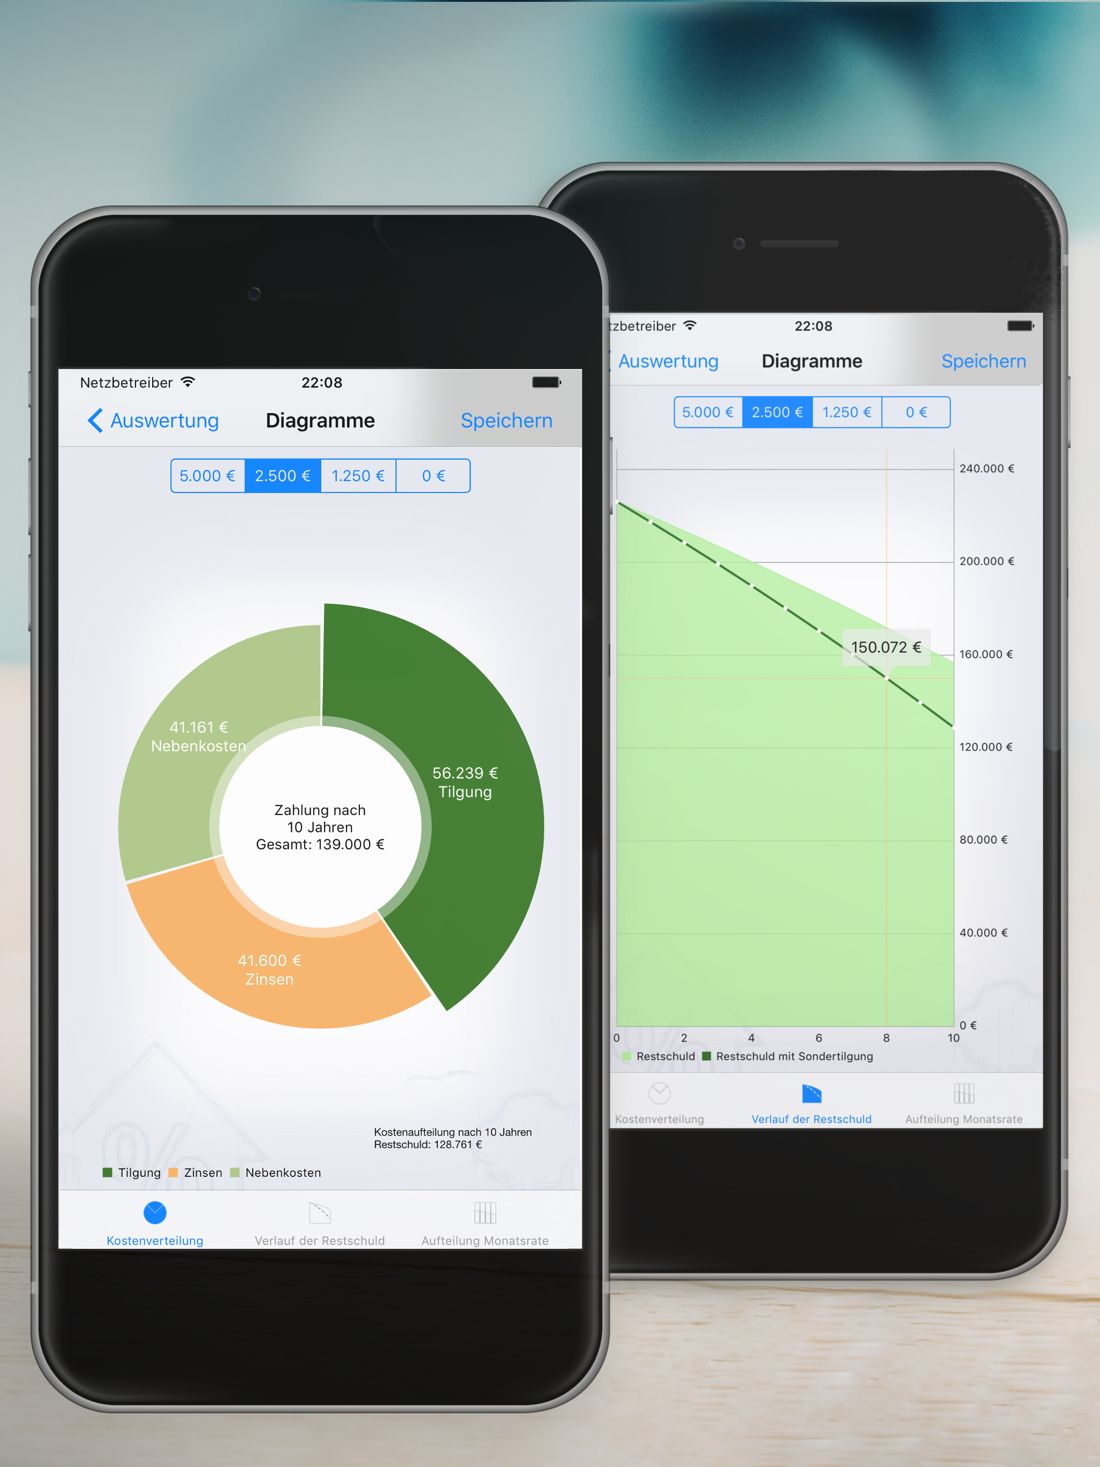 Netzbetreiber
22:08
Auswertung
Diagramme
Speichern
5.000 €
2.500 €
1.250 €
0 €
41.161 €
Nebenkosten
56.239 €
Tilgung
Zahlung nach
10 Jahren
Gesamt: 139.000 €
41.600 €
Zinsen
Kostenaufteilung nach 10 Jahren
Restschuld: 128.761 €
Tilgung
Zinsen
Nebenkosten
Kostenverteilung
Verlauf der Restschuld
Aufteilung Monatsrate
tzbetreiber
22:08
Auswertung
Diagramme
Speichern
5.000 €
2.500 €
1.250 €
0 €
240.000 €
200.000 €
160.000 €
150.072 €
120.000 €
80.000 €
40.000 €
0 €
0
2
4
6
8
10
Restschuld
Restschuld mit Sondertilgung
Kostenverteilung
Verlauf der Restschuld
Aufteilung Monatsrate